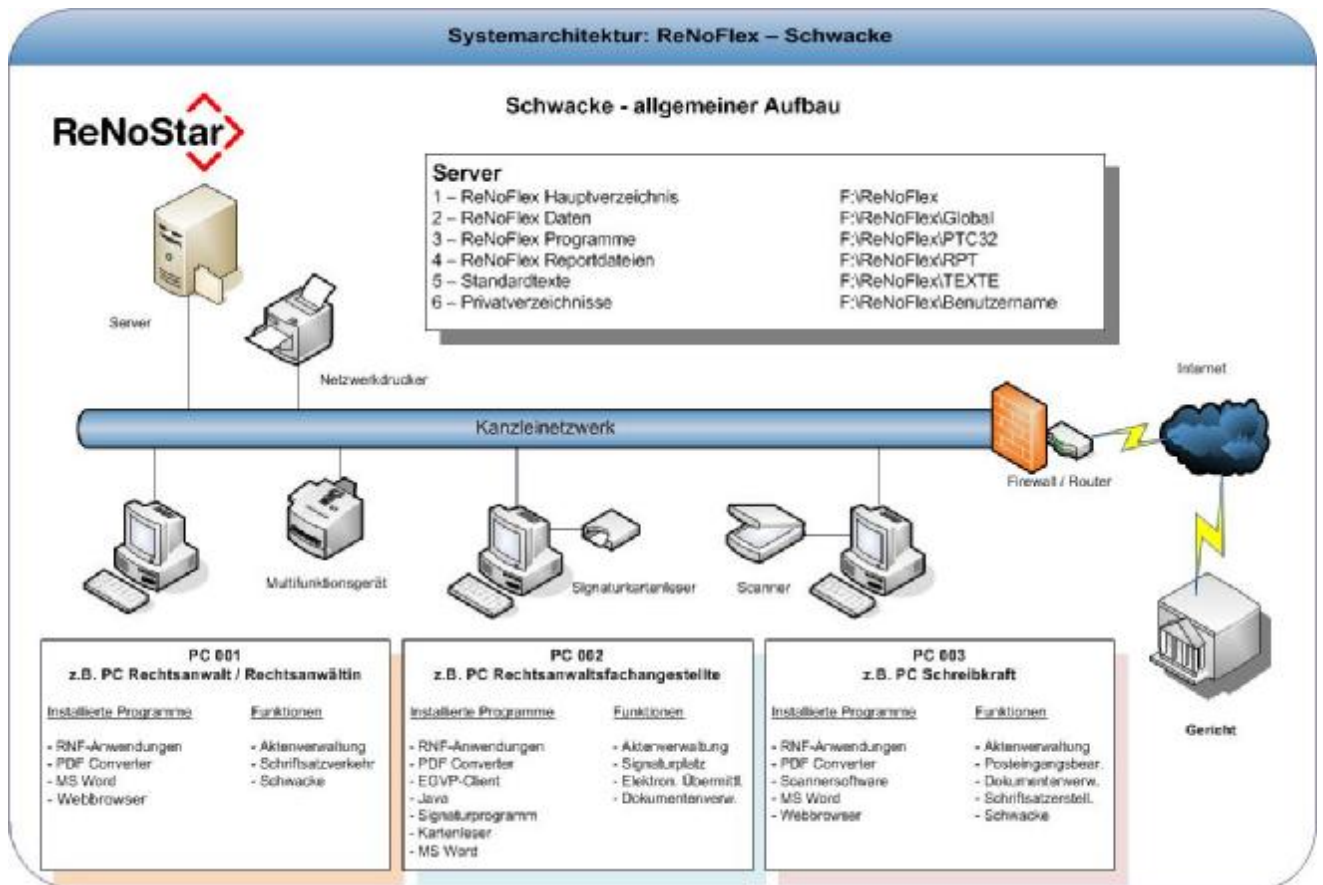 Systemarchitektur: ReNoFlex – Schwacke
Schwacke - allgemeiner Aufbau
ReNoStar
Server
1 – ReNoFlex Hauptverzeichnis F:\ReNoFlex
2 – ReNoFlex Daten F:\ReNoFlex\Global
3 – ReNoFlex Programme F:\ReNoFlex\PTC32
4 – ReNoFlex Reportdateien F:\ReNoFlex\RPT
5 – Standardtexte F:\ReNoFlex\TEXTE
6 – Privatverzeichnisse F:\ReNoFlex\Benutzername
Server
Netzwerkdrucker
Internet
Kanzleinetzwerk
Firewall / Router
Multifunktionsgerät
Signaturkartenleser
Scanner
Gericht
PC 001
z.B. PC Rechtsanwalt / Rechtsanwältin
Installierte Programme Funktionen
- RNF-Anwendungen - Aktenverwaltung
- PDF Converter - Schriftsatzverkehr
- MS Word - Schwacke
- Webbrowser
PC 002
z.B. PC Rechtsanwaltsfachangestellte
Installierte Programme Funktionen
- RNF-Anwendungen - Aktenverwaltung
- PDF Converter - Signaturplatz
- EGVP-Client - Elektron. Übermittl.
- Java - Dokumentenverw.
- Signaturprogramm
- Kartenleser
- MS Word
PC 003
z.B. PC Schreibkraft
Installierte Programme Funktionen
- RNF-Anwendungen - Aktenverwaltung
- PDF Converter - Posteingangsbear.
- Scannersoftware - Dokumentenverw.
- MS Word - Schriftsatzerstell.
- Webbrowser - Schwacke